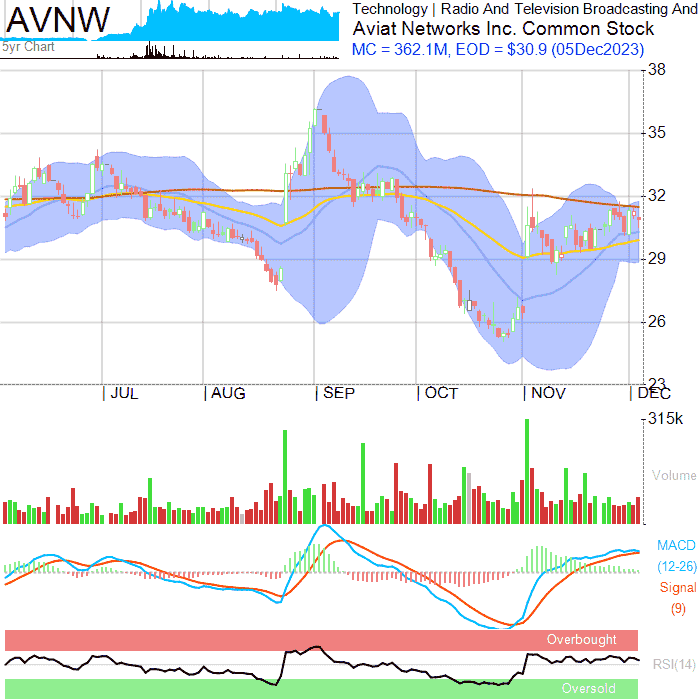 AVNW
5yr Chart
Technology | Radio And Television Broadcasting And
Aviat Networks Inc. Common Stock
MC = 362.1M, EOD = $30.9 (05Dec2023)
38
35
32
29
26
23
JUL AUG SEP OCT NOV DEC
315k
Volume
MACD
(12-26)
Signal
(9)
Overbought
RSI(14)
Oversold